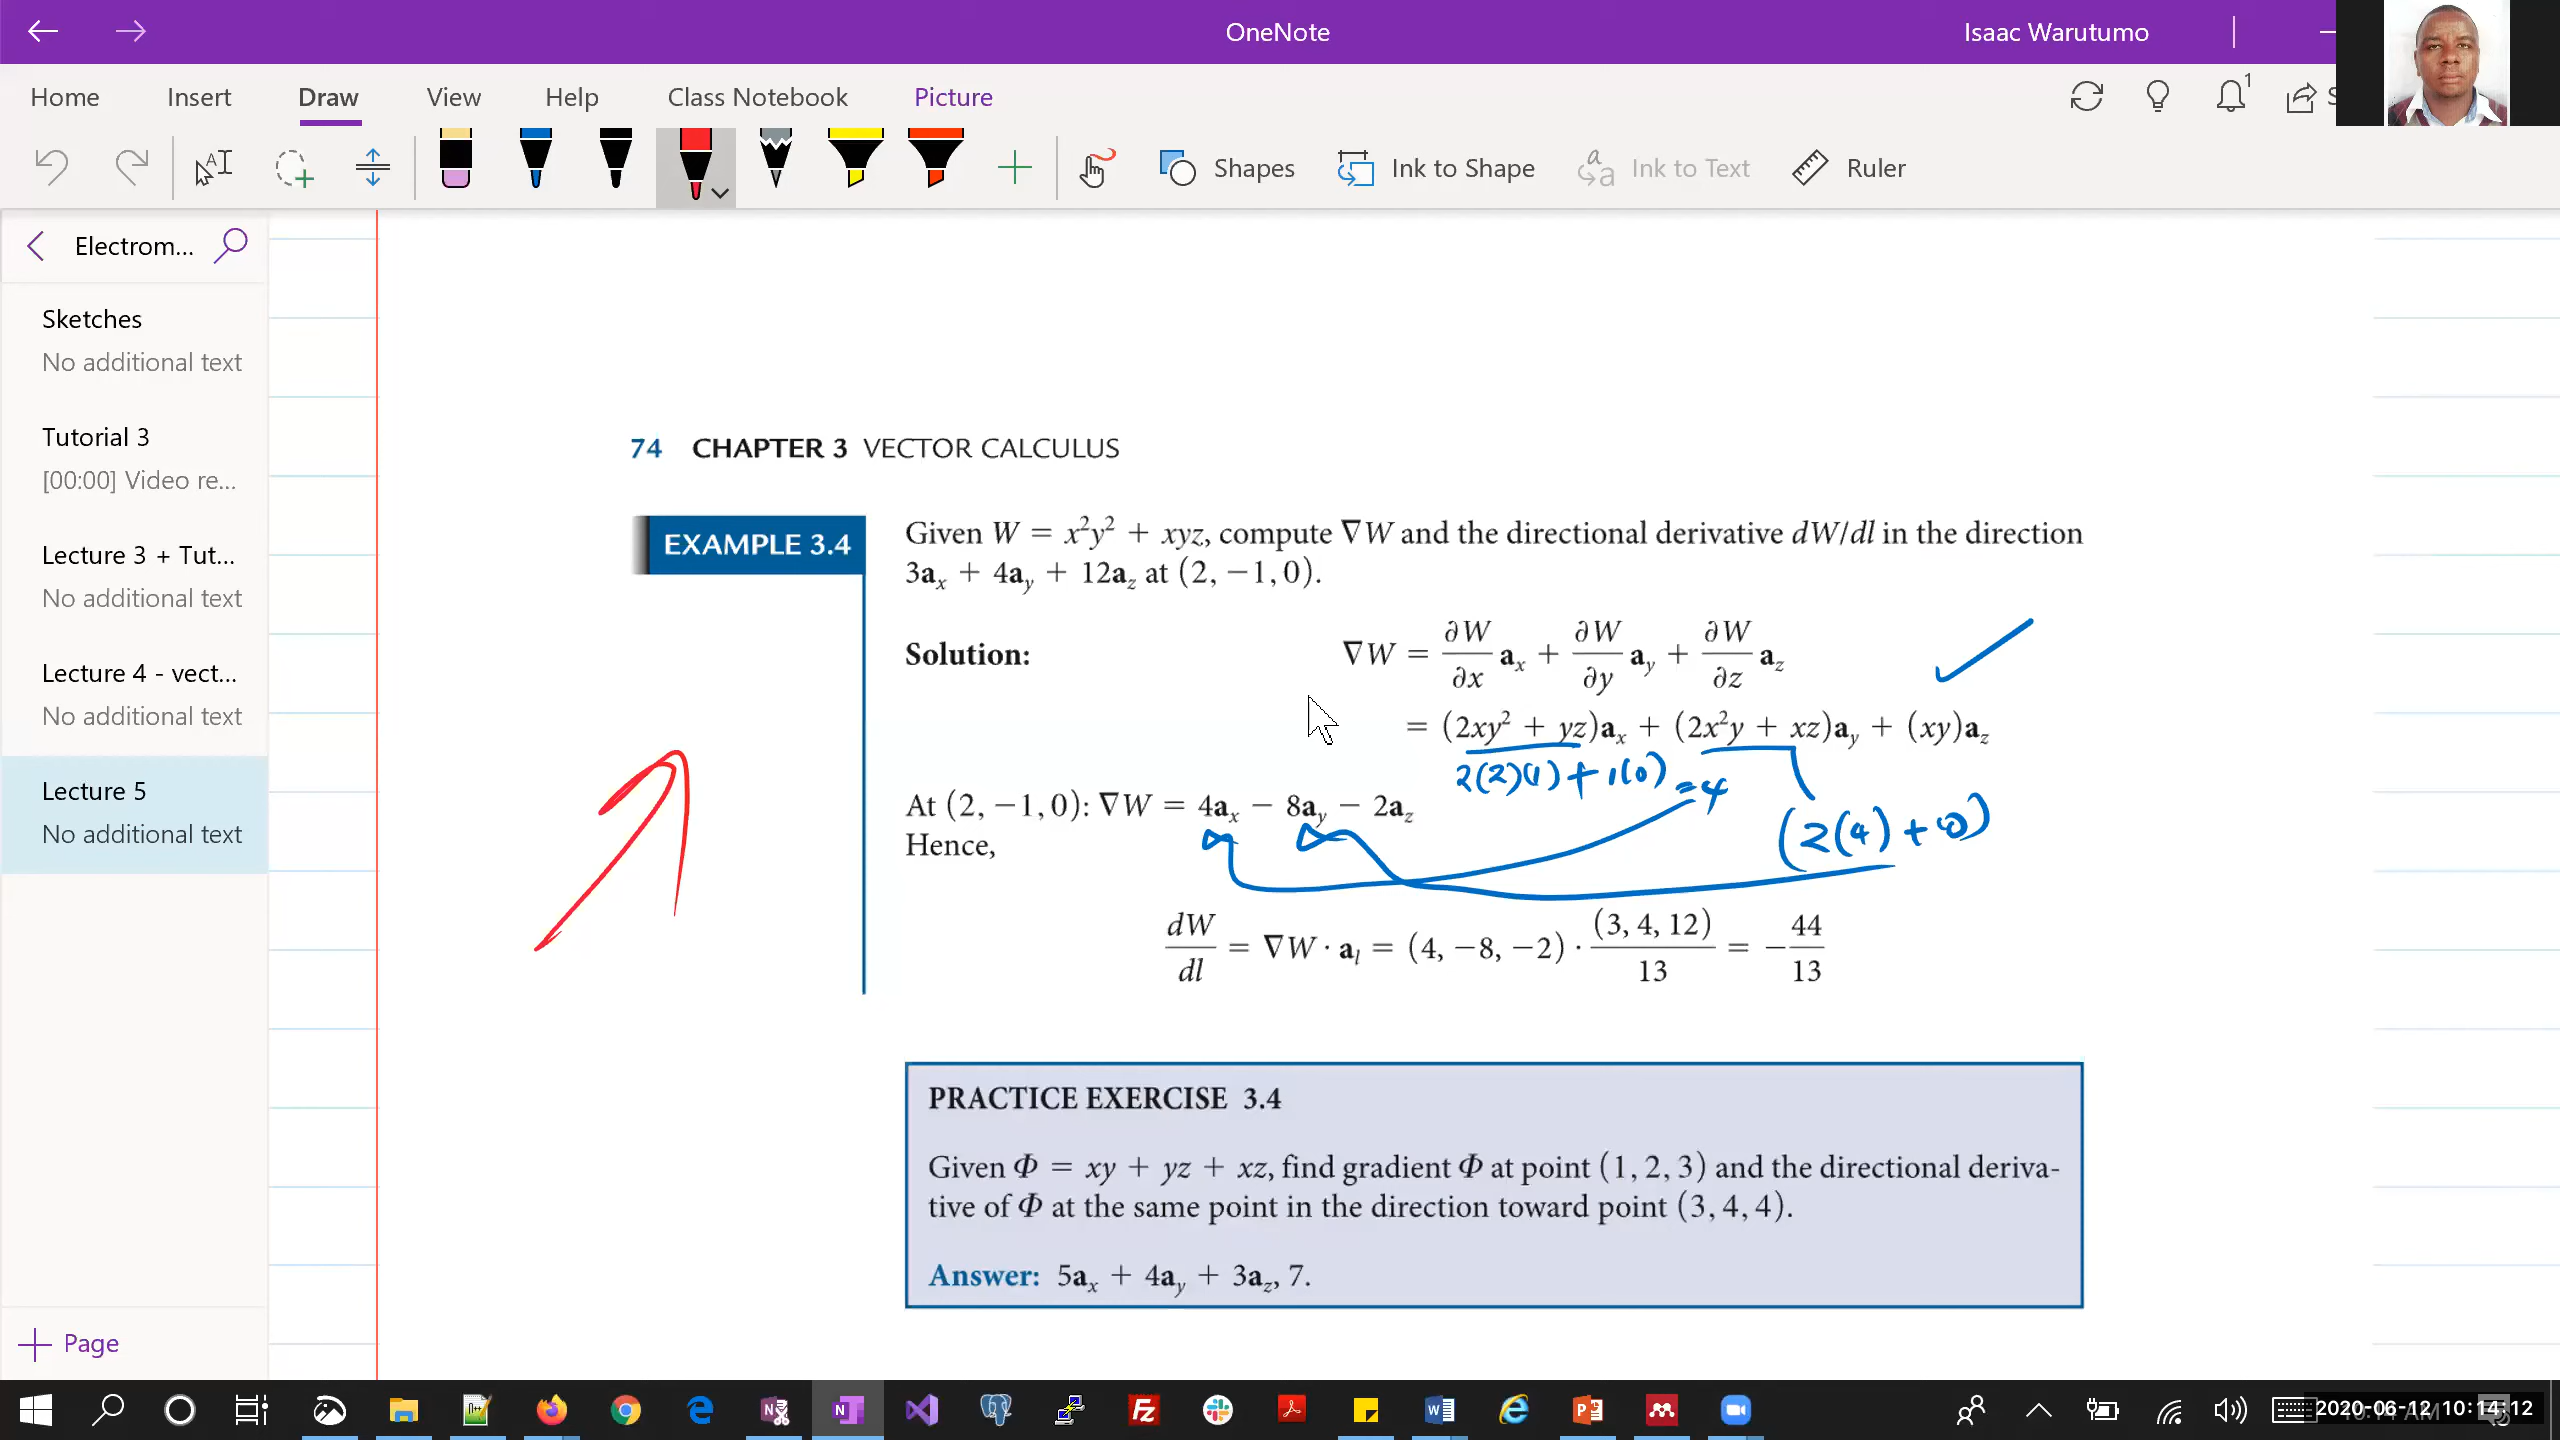 OneNote
Isaac Warutumo
Home Insert Draw View Help Class Notebook Picture
1
Shapes Ink to Shape Ink to Text Ruler
Electrom...
Sketches
No additional text
Tutorial 3
[00:00] Video re...
Lecture 3 + Tut...
No additional text
Lecture 4 - vect...
No additional text
Lecture 5
No additional text
Page
74 CHAPTER 3 VECTOR CALCULUS
EXAMPLE 3.4
Given W = x²y² + xyz, compute ∇W and the directional derivative dW/dl in the direction
3aₓ + 4a_y + 12a_z at (2, −1, 0).
Solution:
∇W = ∂W/∂x aₓ + ∂W/∂y a_y + ∂W/∂z a_z
= (2xy² + yz)aₓ + (2x²y + xz)a_y + (xy)a_z
2(2)(1) + 1(0) = 4
At (2, −1, 0): ∇W = 4aₓ − 8a_y − 2a_z
(2(4) + 0)
Hence,
dW/dl = ∇W · a_l = (4, −8, −2) · (3, 4, 12)/13 = −44/13
PRACTICE EXERCISE 3.4
Given Φ = xy + yz + xz, find gradient Φ at point (1, 2, 3) and the directional deriva-
tive of Φ at the same point in the direction toward point (3, 4, 4).
Answer: 5aₓ + 4a_y + 3a_z, 7.
2020-06-12 10:14:12